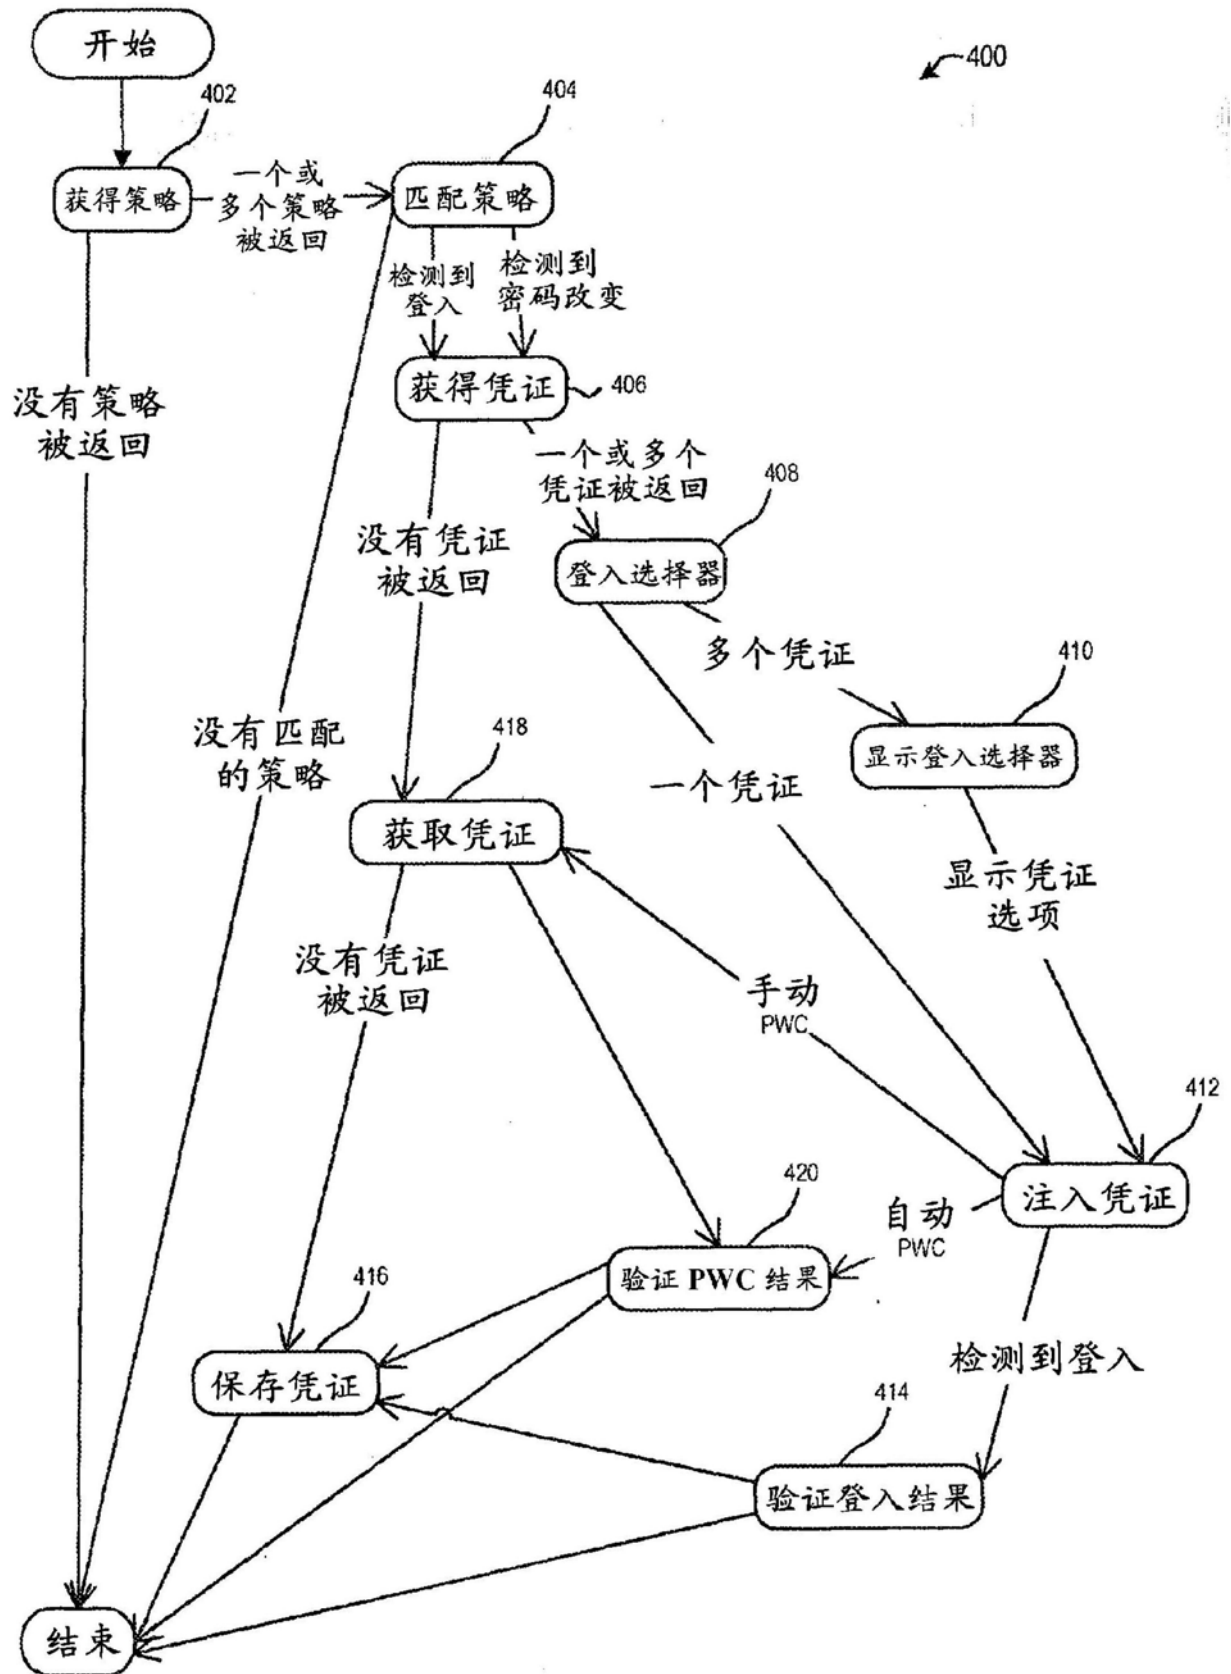 开始
400
402
404
获得策略
一个或
多个策略
被返回
匹配策略
检测到
登入
检测到
密码改变
获得凭证
406
没有策略
被返回
一个或多个
凭证被返回
408
没有凭证
被返回
登入选择器
多个凭证
410
没有匹配
的策略
418
一个凭证
显示登入选择器
获取凭证
显示凭证
选项
没有凭证
被返回
手动
PWC
412
注入凭证
420
自动
PWC
验证 PWC 结果
416
保存凭证
检测到登入
414
验证登入结果
结束